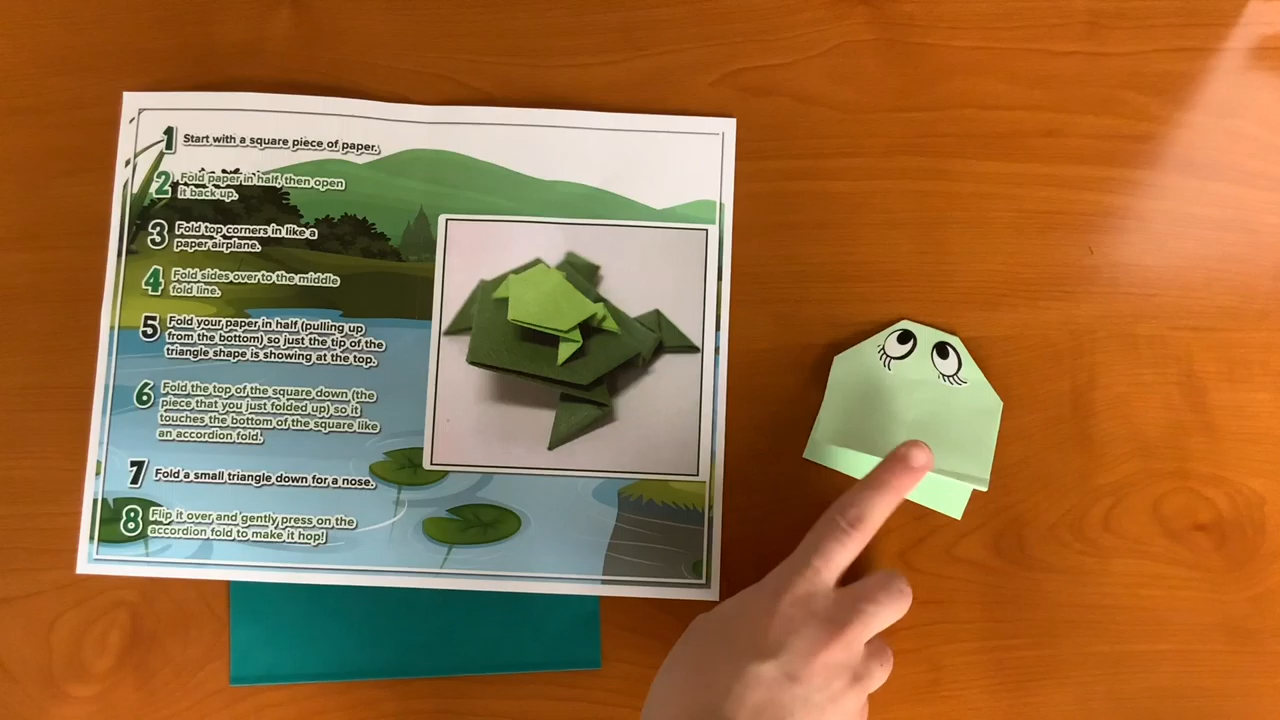 1 Start with a square piece of paper.
2 Fold paper in half, then open
it back up.
3 Fold top corners in like a
paper airplane.
4 Fold sides over to the middle
fold line.
5 Fold your paper in half (pulling up
from the bottom) so just the tip of the
triangle shape is showing at the top.
6 Fold the top of the square down (the
piece that you just folded up) so it
touches the bottom of the square like
an accordion fold.
7 Fold a small triangle down for a nose.
8 Flip it over and gently press on the
accordion fold to make it hop!